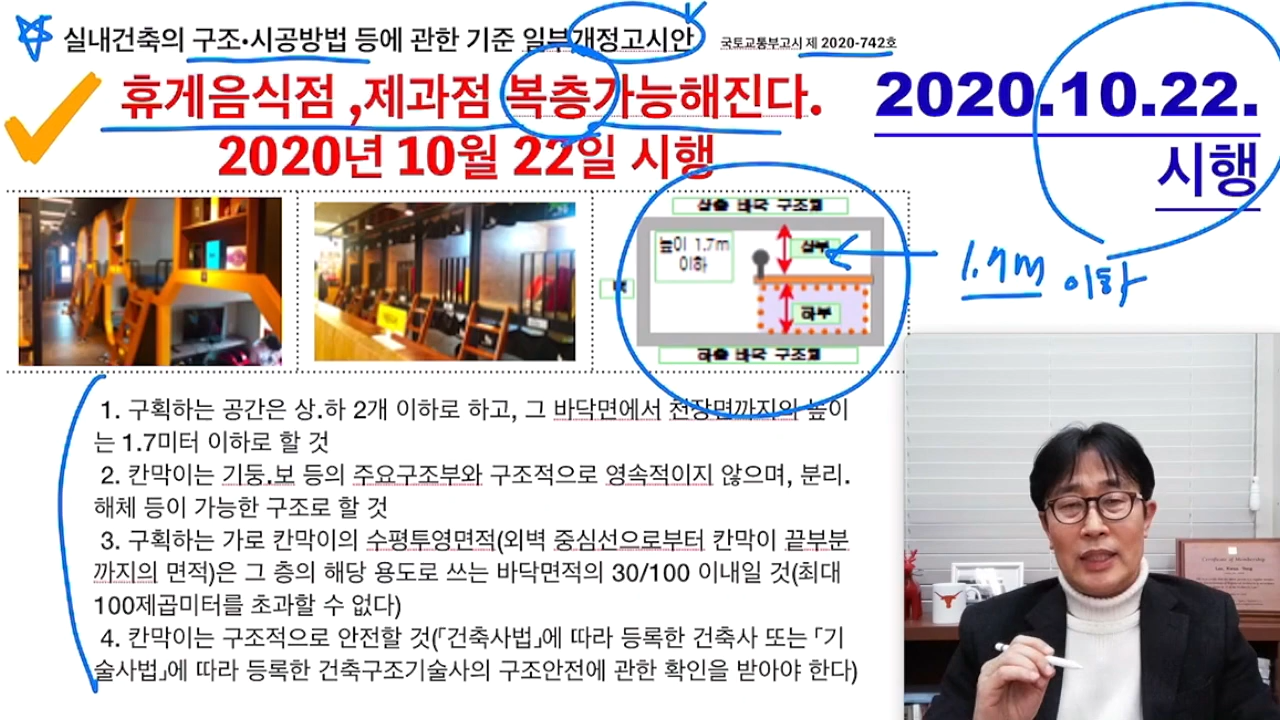 실내건축의 구조·시공방법 등에 관한 기준 일부개정고시안
국토교통부고시 제 2020-742호
휴게음식점 ,제과점 복층가능해진다.
2020년 10월 22일 시행
2020.10.22.
시행
상층 바닥 구조체
높이 1.7m
이하
상부
벽
하부
하층 바닥 구조체
1.7m 이하
1. 구획하는 공간은 상.하 2개 이하로 하고, 그 바닥면에서 천장면까지의 높이
는 1.7미터 이하로 할 것
2. 칸막이는 기둥.보 등의 주요구조부와 구조적으로 영속적이지 않으며, 분리.
해체 등이 가능한 구조로 할 것
3. 구획하는 가로 칸막이의 수평투영면적(외벽 중심선으로부터 칸막이 끝부분
까지의 면적)은 그 층의 해당 용도로 쓰는 바닥면적의 30/100 이내일 것(최대
100제곱미터를 초과할 수 없다)
4. 칸막이는 구조적으로 안전할 것(「건축사법」에 따라 등록한 건축사 또는 「기
술사법」에 따라 등록한 건축구조기술사의 구조안전에 관한 확인을 받아야 한다)
Certificate of Membership